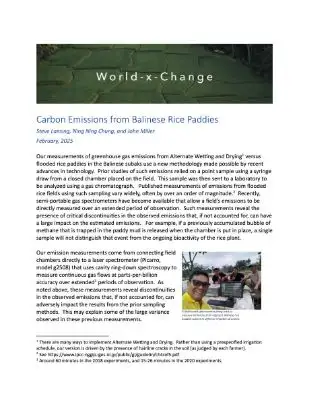 World-x-Change
Carbon Emissions from Balinese Rice Paddies
Steve Lansing, Ning Ning Chung, and John Miller
February, 2025
Our measurements of greenhouse gas emissions from Alternate Wetting and Drying¹ versus
flooded rice paddies in the Balinese subaks use a new methodology made possible by recent
advances in technology. Prior studies of such emissions relied on a point sample using a syringe
draw from a closed chamber placed on the field. This sample was then sent to a laboratory to
be analyzed using a gas chromatograph. Published measurements of emissions from flooded
rice fields using such sampling vary widely, often by over an order of magnitude.² Recently,
semi-portable gas spectrometers have become available that allow a field's emissions to be
directly measured over an extended period of observation. Such measurements reveal the
presence of critical discontinuities in the observed emissions that, if not accounted for, can have
a large impact on the estimated emissions. For example, if a previously accumulated bubble of
methane that is trapped in the paddy mud is released when the chamber is put in place, a single
sample will not distinguish that event from the ongoing bioactivity of the rice plant.
Our emission measurements come from connecting field
chambers directly to a laser spectrometer (Picarro,
model g2508) that uses cavity ring-down spectroscopy to
measure continuous gas flows at parts-per-billion
accuracy over extended³ periods of observation. As
noted above, these measurements reveal discontinuities
in the observed emissions that, if not accounted for, can
adversely impact the results from the prior sampling
methods. This may explain some of the large variance
observed in these previous measurements.
¹ There are many ways to implement Alternate Wetting and Drying. Rather than using a prespecified irrigation
schedule, our version is driven by the presence of hairline cracks in the soil (as judged by each farmer).
² See https://www.ipcc-nggip.iges.or.jp/public/gp/
³ Around 60 minutes in the 2018 experiments, and 15-26 minutes in the 2020 experiments.